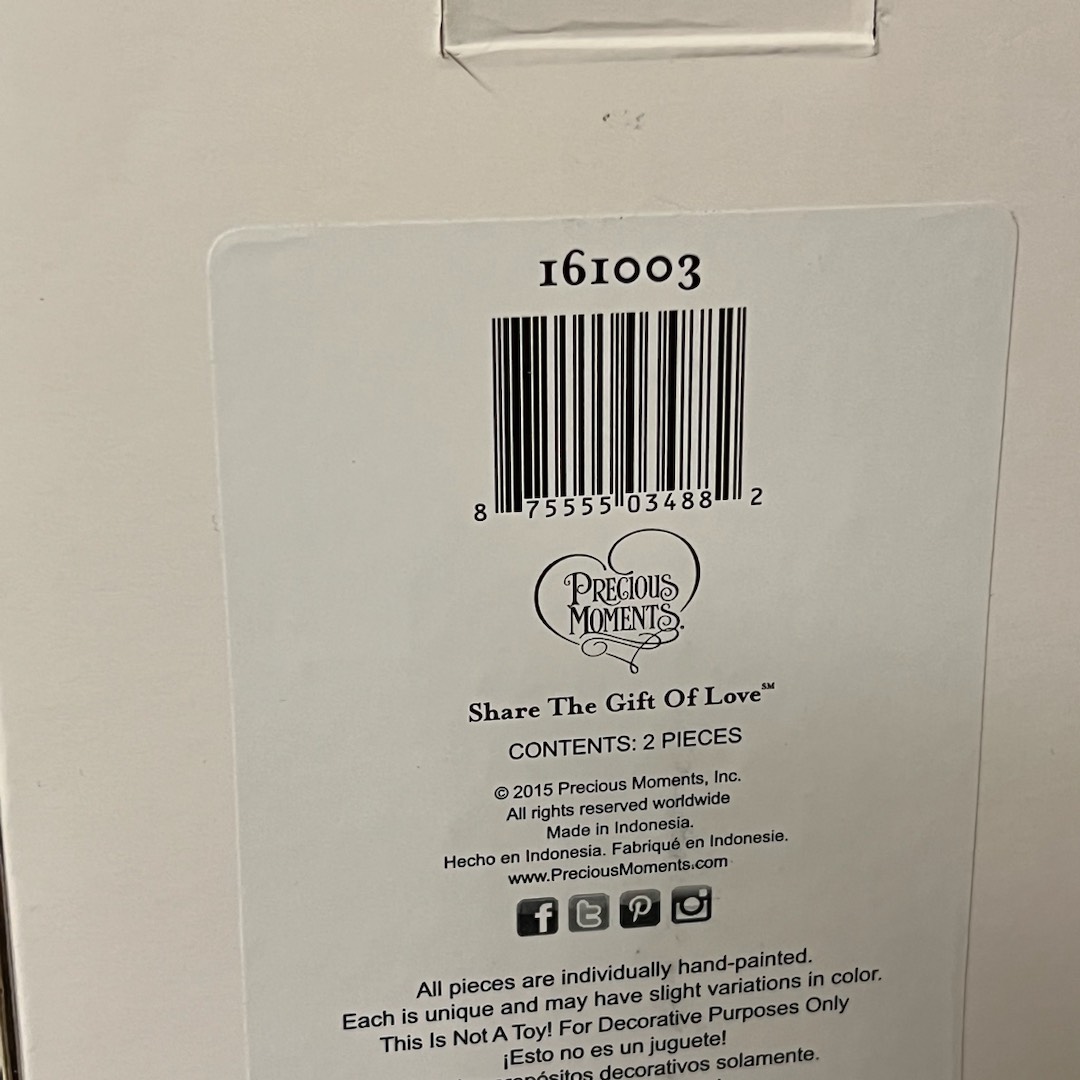 161003
8 75555 03488 2
PRECIOUS
MOMENTS.
Share The Gift Of Love℠
CONTENTS: 2 PIECES
© 2015 Precious Moments, Inc.
All rights reserved worldwide
Made in Indonesia.
Hecho en Indonesia. Fabriqué en Indonesie.
www.PreciousMoments.com
All pieces are individually hand-painted.
Each is unique and may have slight variations in color.
This Is Not A Toy! For Decorative Purposes Only
¡Esto no es un juguete!
decorativos solamente.